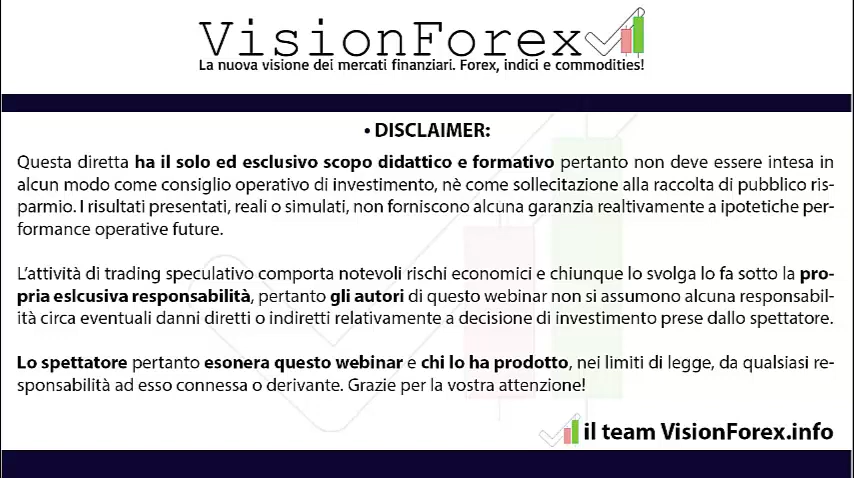 VisionForex
La nuova visione dei mercati finanziari. Forex, indici e commodities!
• DISCLAIMER:
Questa diretta ha il solo ed esclusivo scopo didattico e formativo pertanto non deve essere intesa in
alcun modo come consiglio operativo di investimento, nè come sollecitazione alla raccolta di pubblico ris-
parmio. I risultati presentati, reali o simulati, non forniscono alcuna garanzia realtivamente a ipotetiche per-
formance operative future.
L'attività di trading speculativo comporta notevoli rischi economici e chiunque lo svolga lo fa sotto la pro-
pria eslcusiva responsabilità, pertanto gli autori di questo webinar non si assumono alcuna responsabil-
ità circa eventuali danni diretti o indiretti relativamente a decisione di investimento prese dallo spettatore.
Lo spettatore pertanto esonera questo webinar e chi lo ha prodotto, nei limiti di legge, da qualsiasi re-
sponsabilità ad esso connessa o derivante. Grazie per la vostra attenzione!
il team VisionForex.info